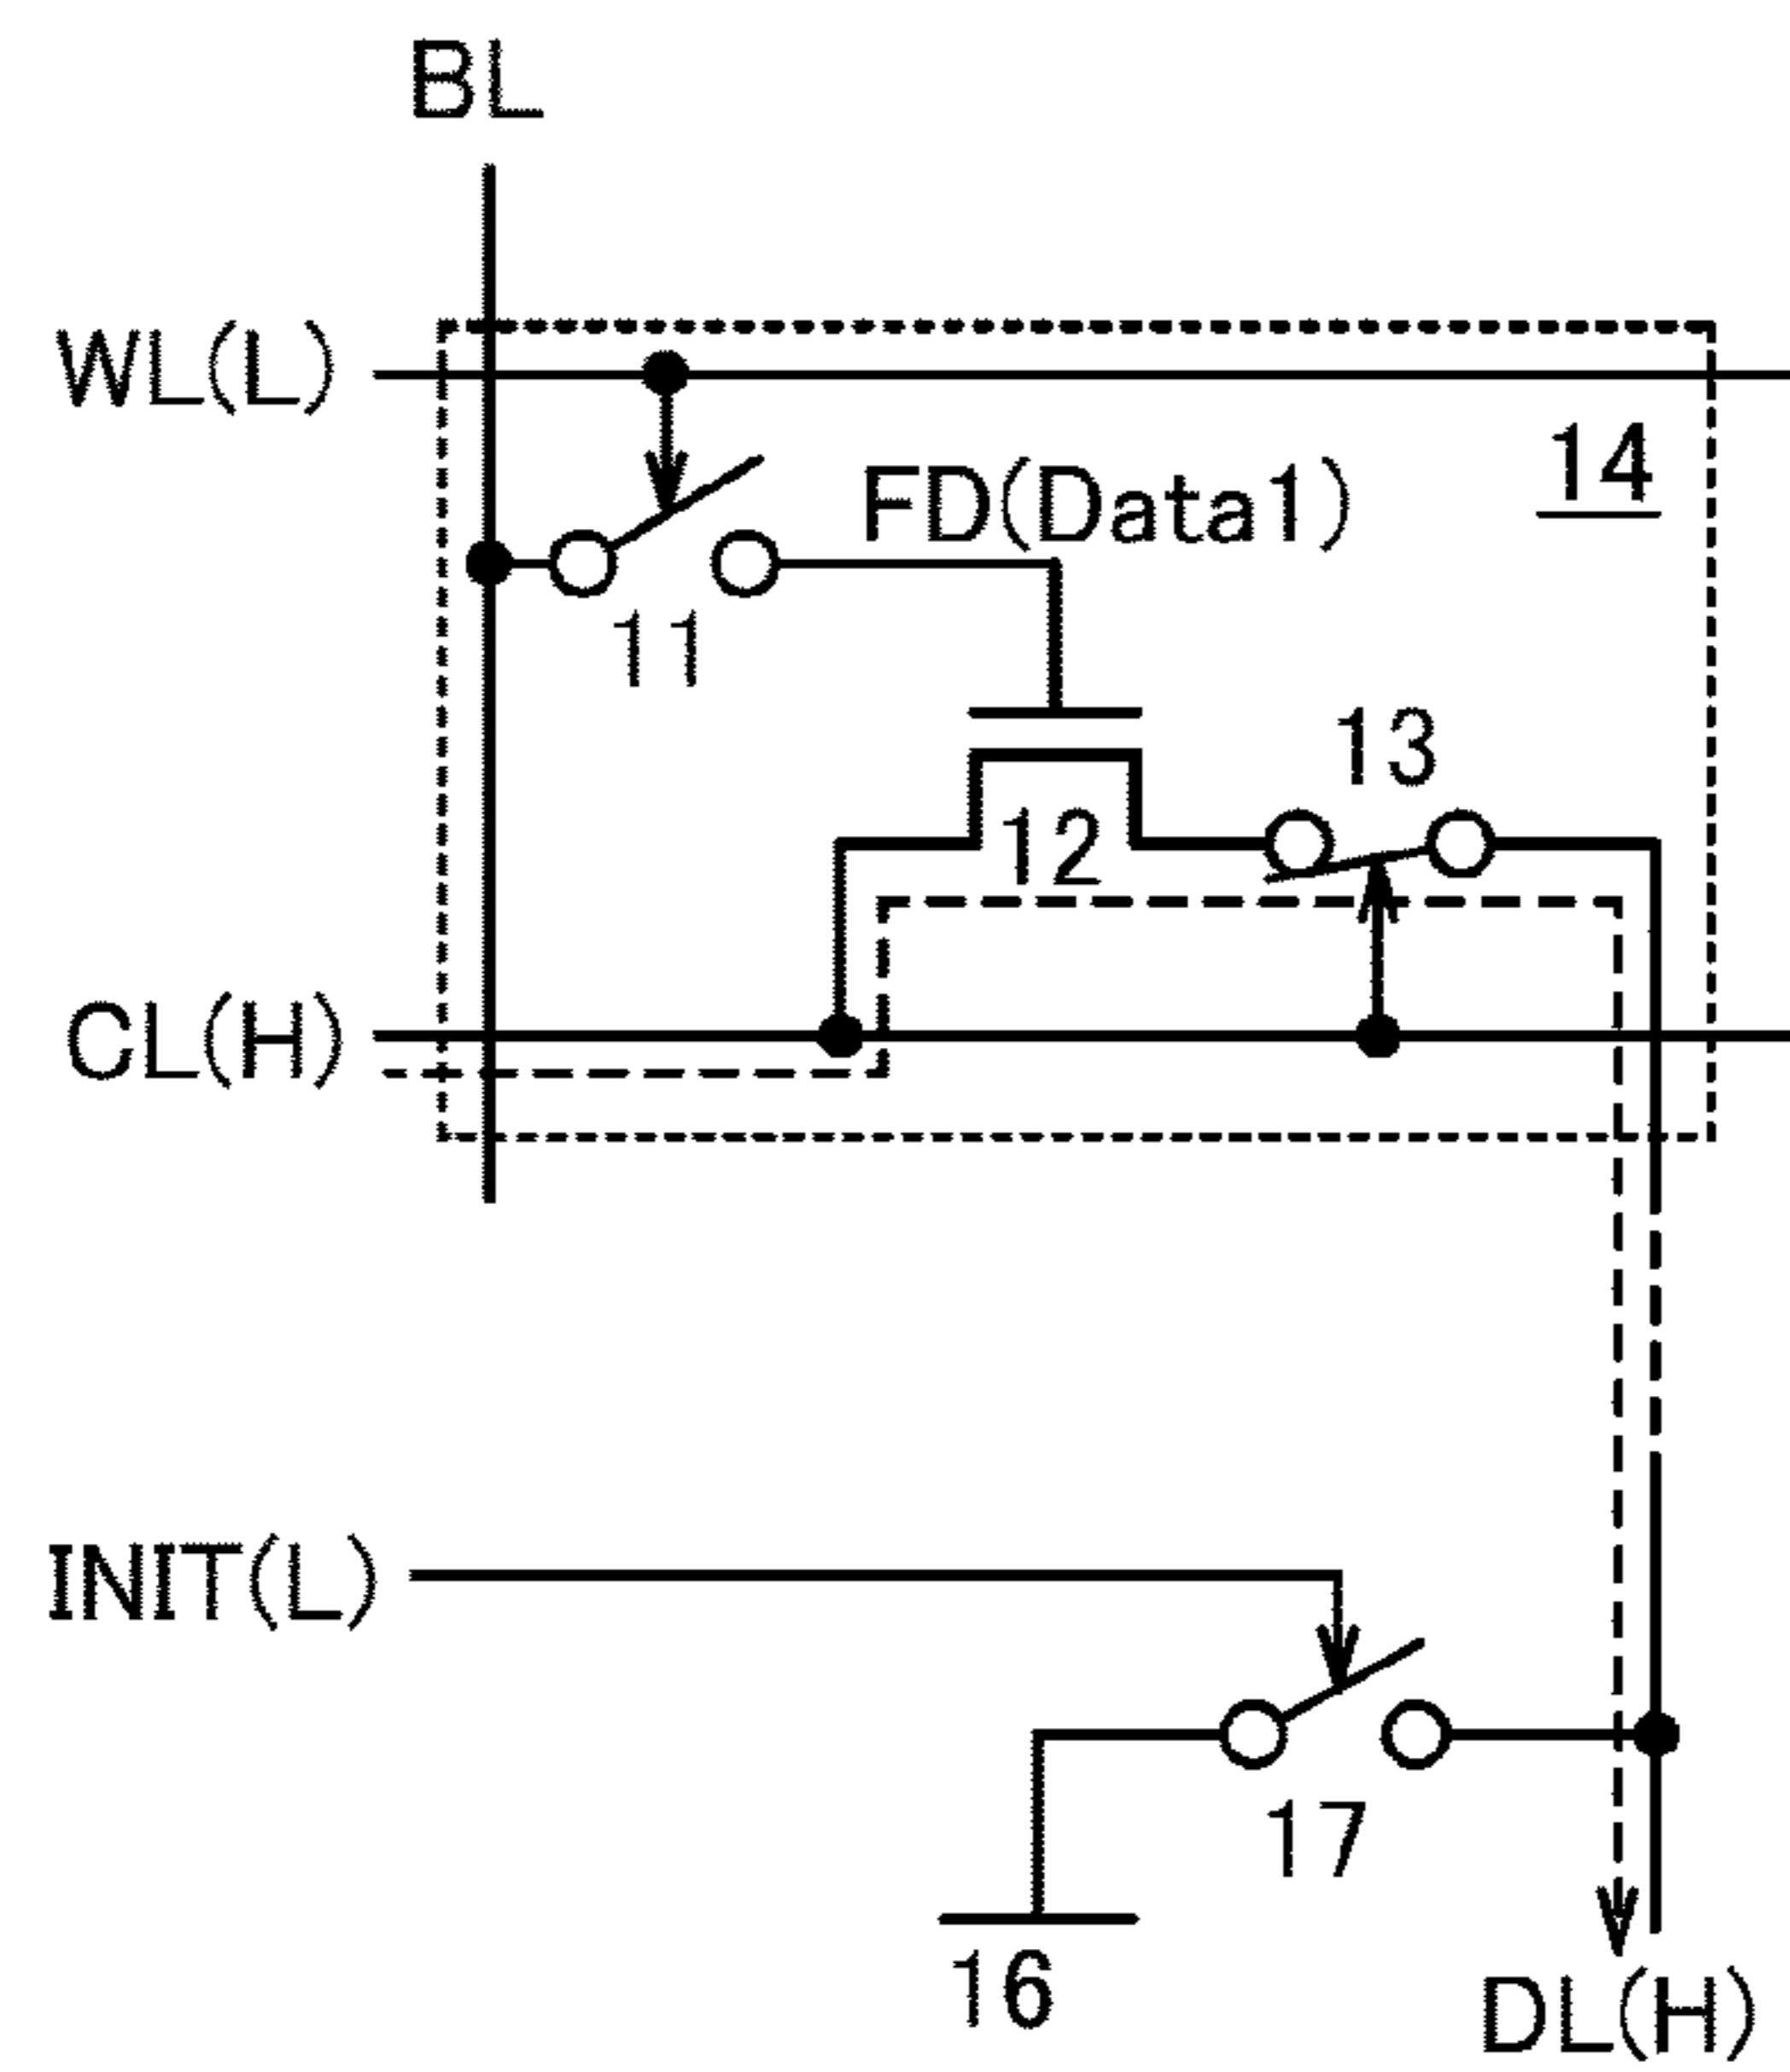 BL
WL(L)
14
FD(Data1)
11
13
12
CL(H)
INIT(L)
17
16
DL(H)